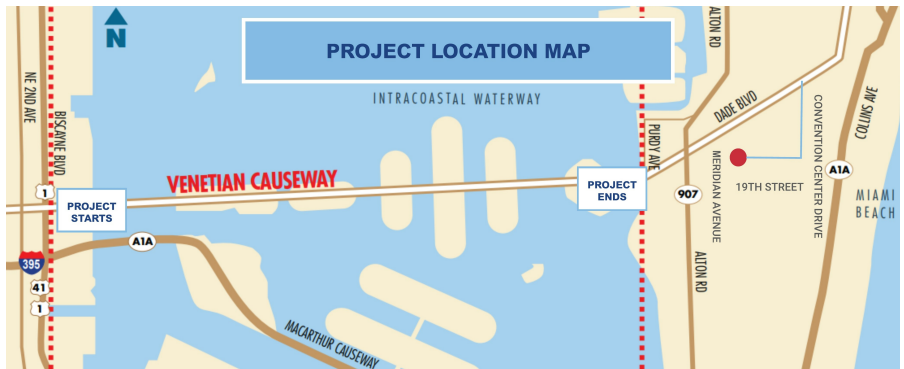 N
PROJECT LOCATION MAP
INTRACOASTAL WATERWAY
NE 2ND AVE
BISCAYNE BLVD
1
PROJECT
STARTS
VENETIAN CAUSEWAY
A1A
395
41
1
MACARTHUR CAUSEWAY
PROJECT
ENDS
PURDY AVE
ALTON RD
DADE BLVD
907
ALTON RD
MERIDIAN AVENUE
19TH STREET
CONVENTION CENTER DRIVE
COLLINS AVE
A1A
MIAMI
BEACH